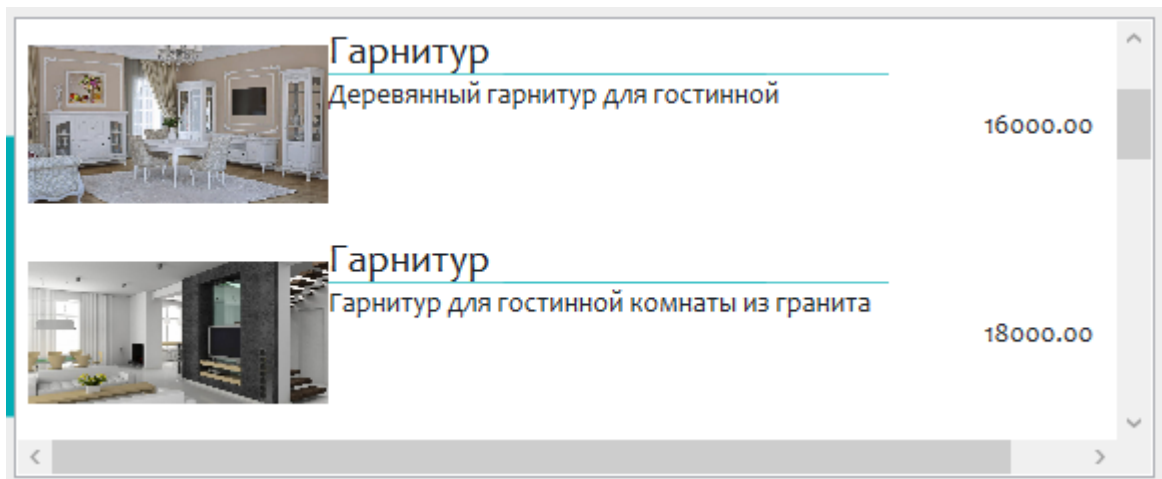 Гарнитур
Деревянный гарнитур для гостинной
16000.00
Гарнитур
Гарнитур для гостинной комнаты из гранита
18000.00